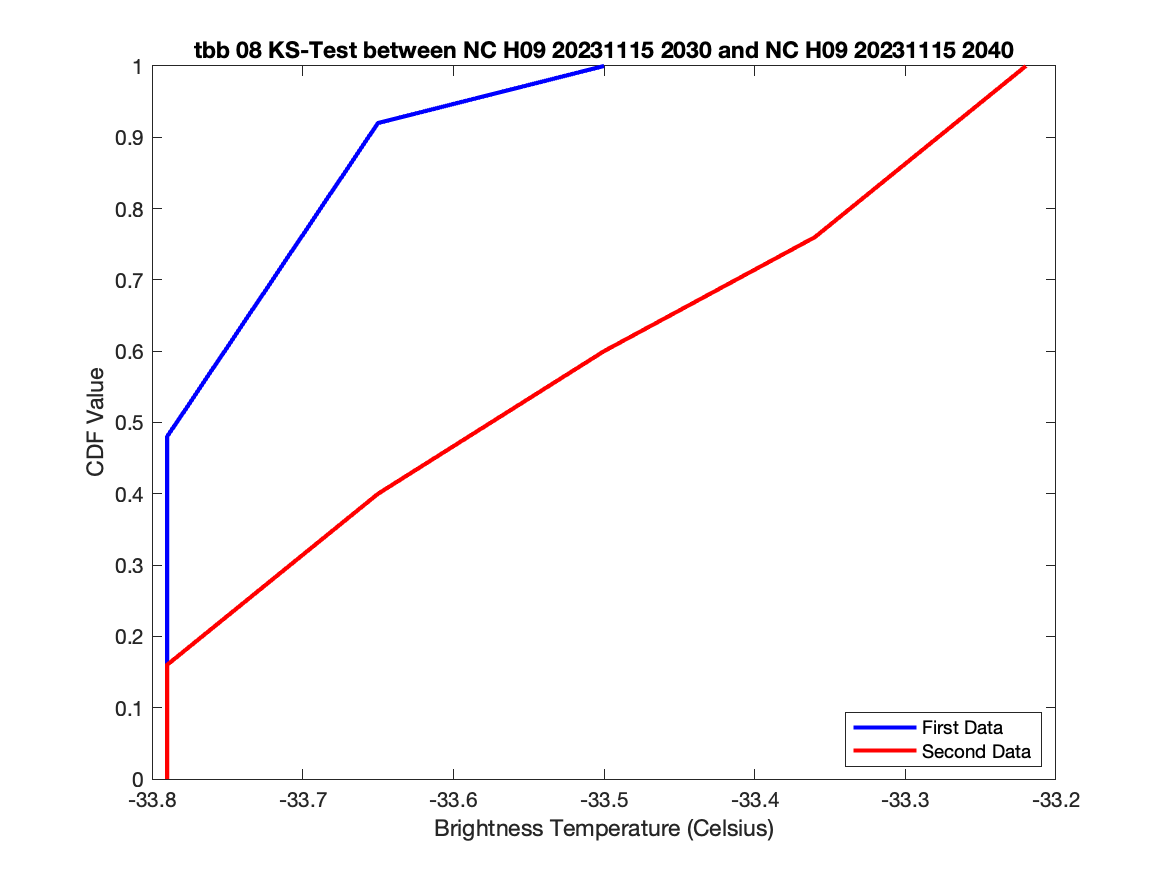 tbb 08 KS-Test between NC H09 20231115 2030 and NC H09 20231115 2040
1
0.9
0.8
0.7
0.6
0.5
0.4
0.3
0.2
0.1
0
CDF Value
-33.8 -33.7 -33.6 -33.5 -33.4 -33.3 -33.2
Brightness Temperature (Celsius)
First Data
Second Data